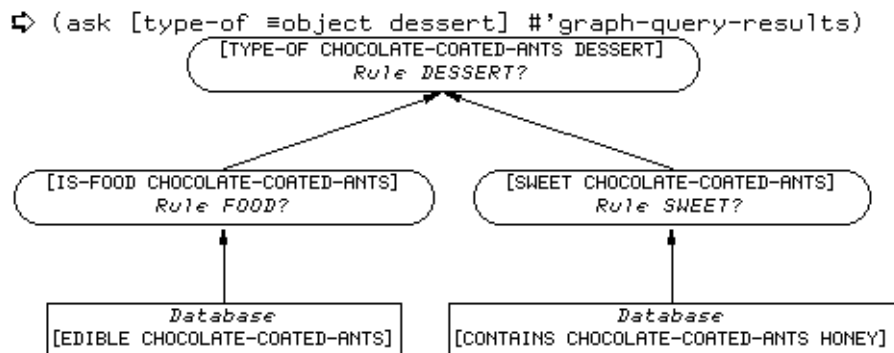 ⇨ (ask [type-of ≡object dessert] #'graph-query-results)
[TYPE-OF CHOCOLATE-COATED-ANTS DESSERT]
Rule DESSERT?
[IS-FOOD CHOCOLATE-COATED-ANTS]
Rule FOOD?
[SWEET CHOCOLATE-COATED-ANTS]
Rule SWEET?
Database
[EDIBLE CHOCOLATE-COATED-ANTS]
Database
[CONTAINS CHOCOLATE-COATED-ANTS HONEY]